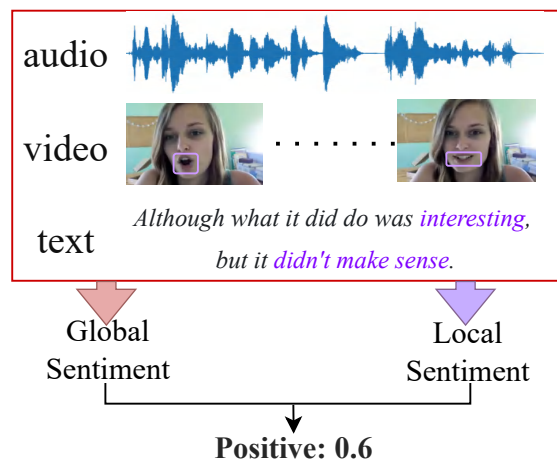 audio
video
text
Although what it did do was interesting,
but it didn't make sense.
Global
Sentiment
Local
Sentiment
Positive: 0.6